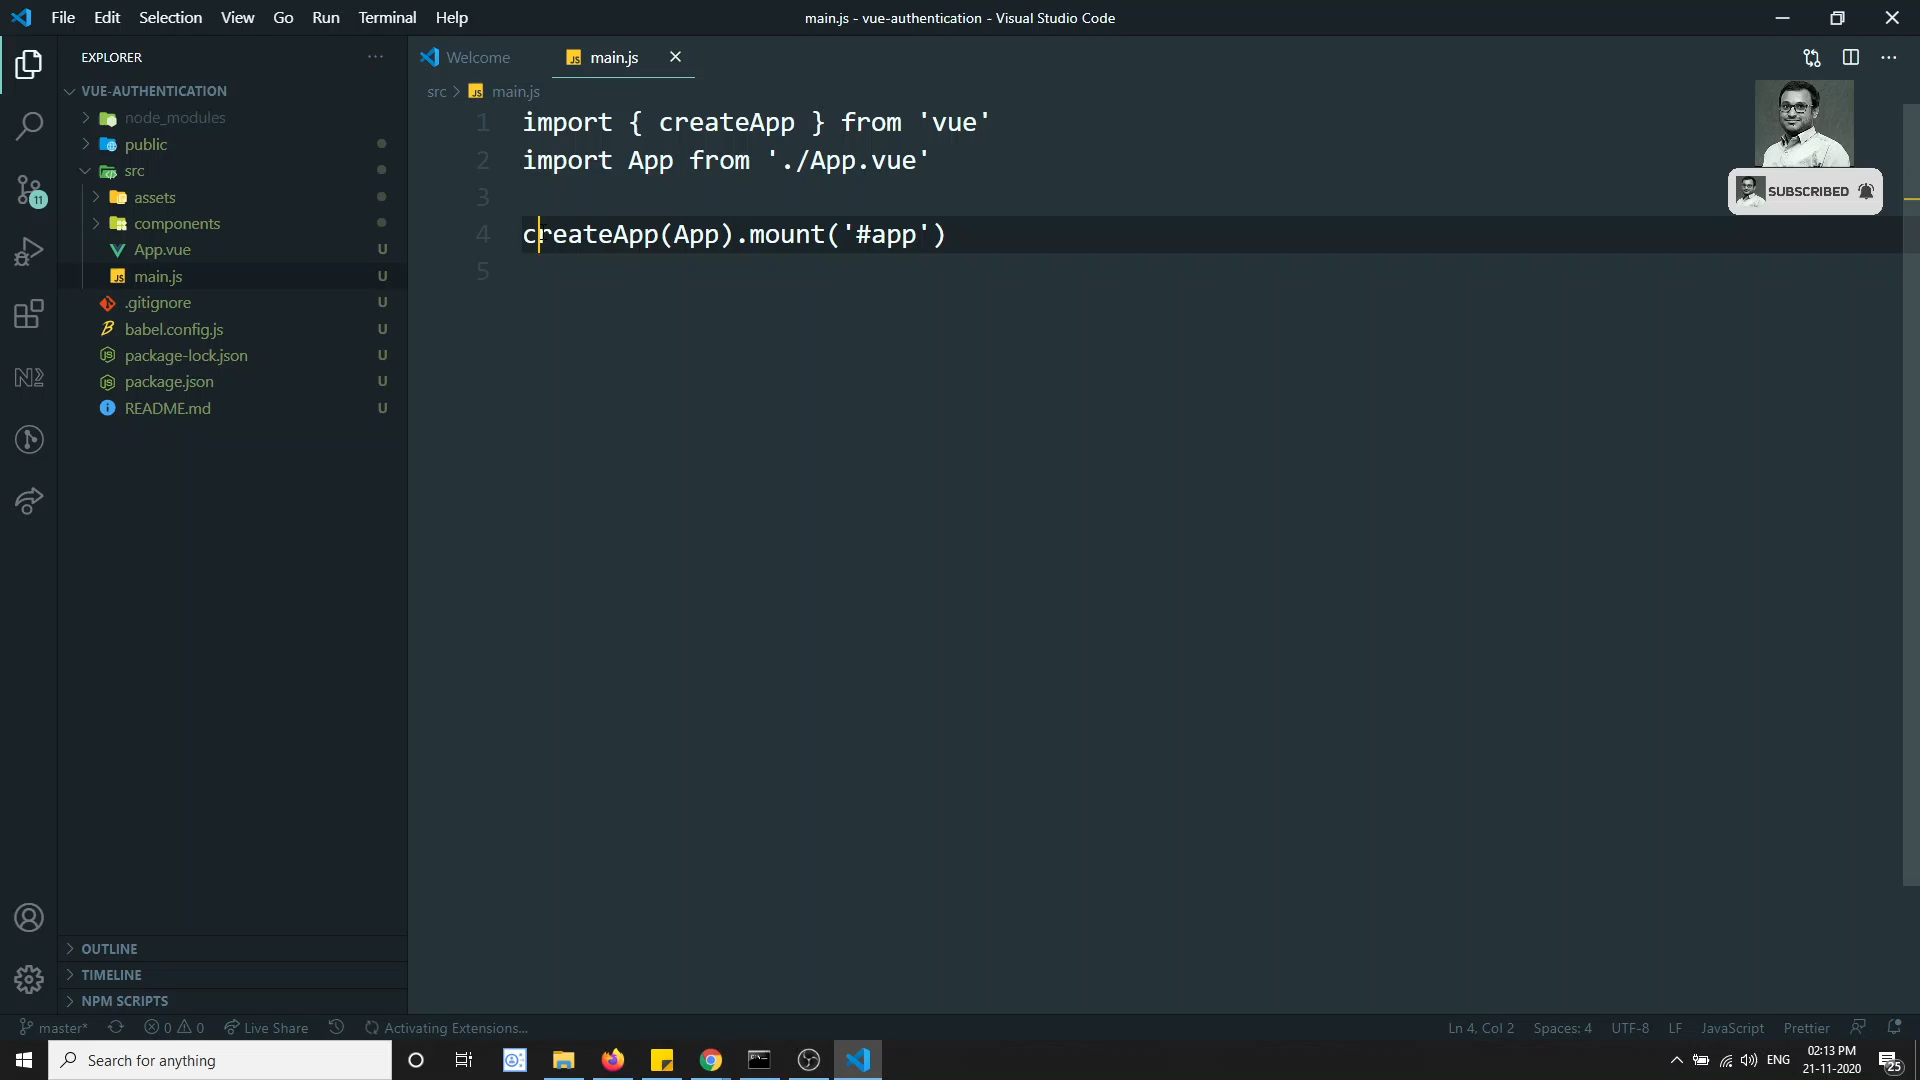 File Edit Selection View Go Run Terminal Help
main.js - vue-authentication - Visual Studio Code
EXPLORER
VUE-AUTHENTICATION
node_modules
public
src
assets
components
App.vue U
main.js U
.gitignore U
babel.config.js U
package-lock.json U
package.json U
README.md U
11
OUTLINE
TIMELINE
NPM SCRIPTS
Welcome
main.js
src > main.js
1 import { createApp } from 'vue'
2 import App from './App.vue'
3
4 createApp(App).mount('#app')
5
SUBSCRIBED
master* 0 0 Live Share Activating Extensions...
Ln 4, Col 2 Spaces: 4 UTF-8 LF JavaScript Prettier
Search for anything
ENG
02:13 PM
21-11-2020
25